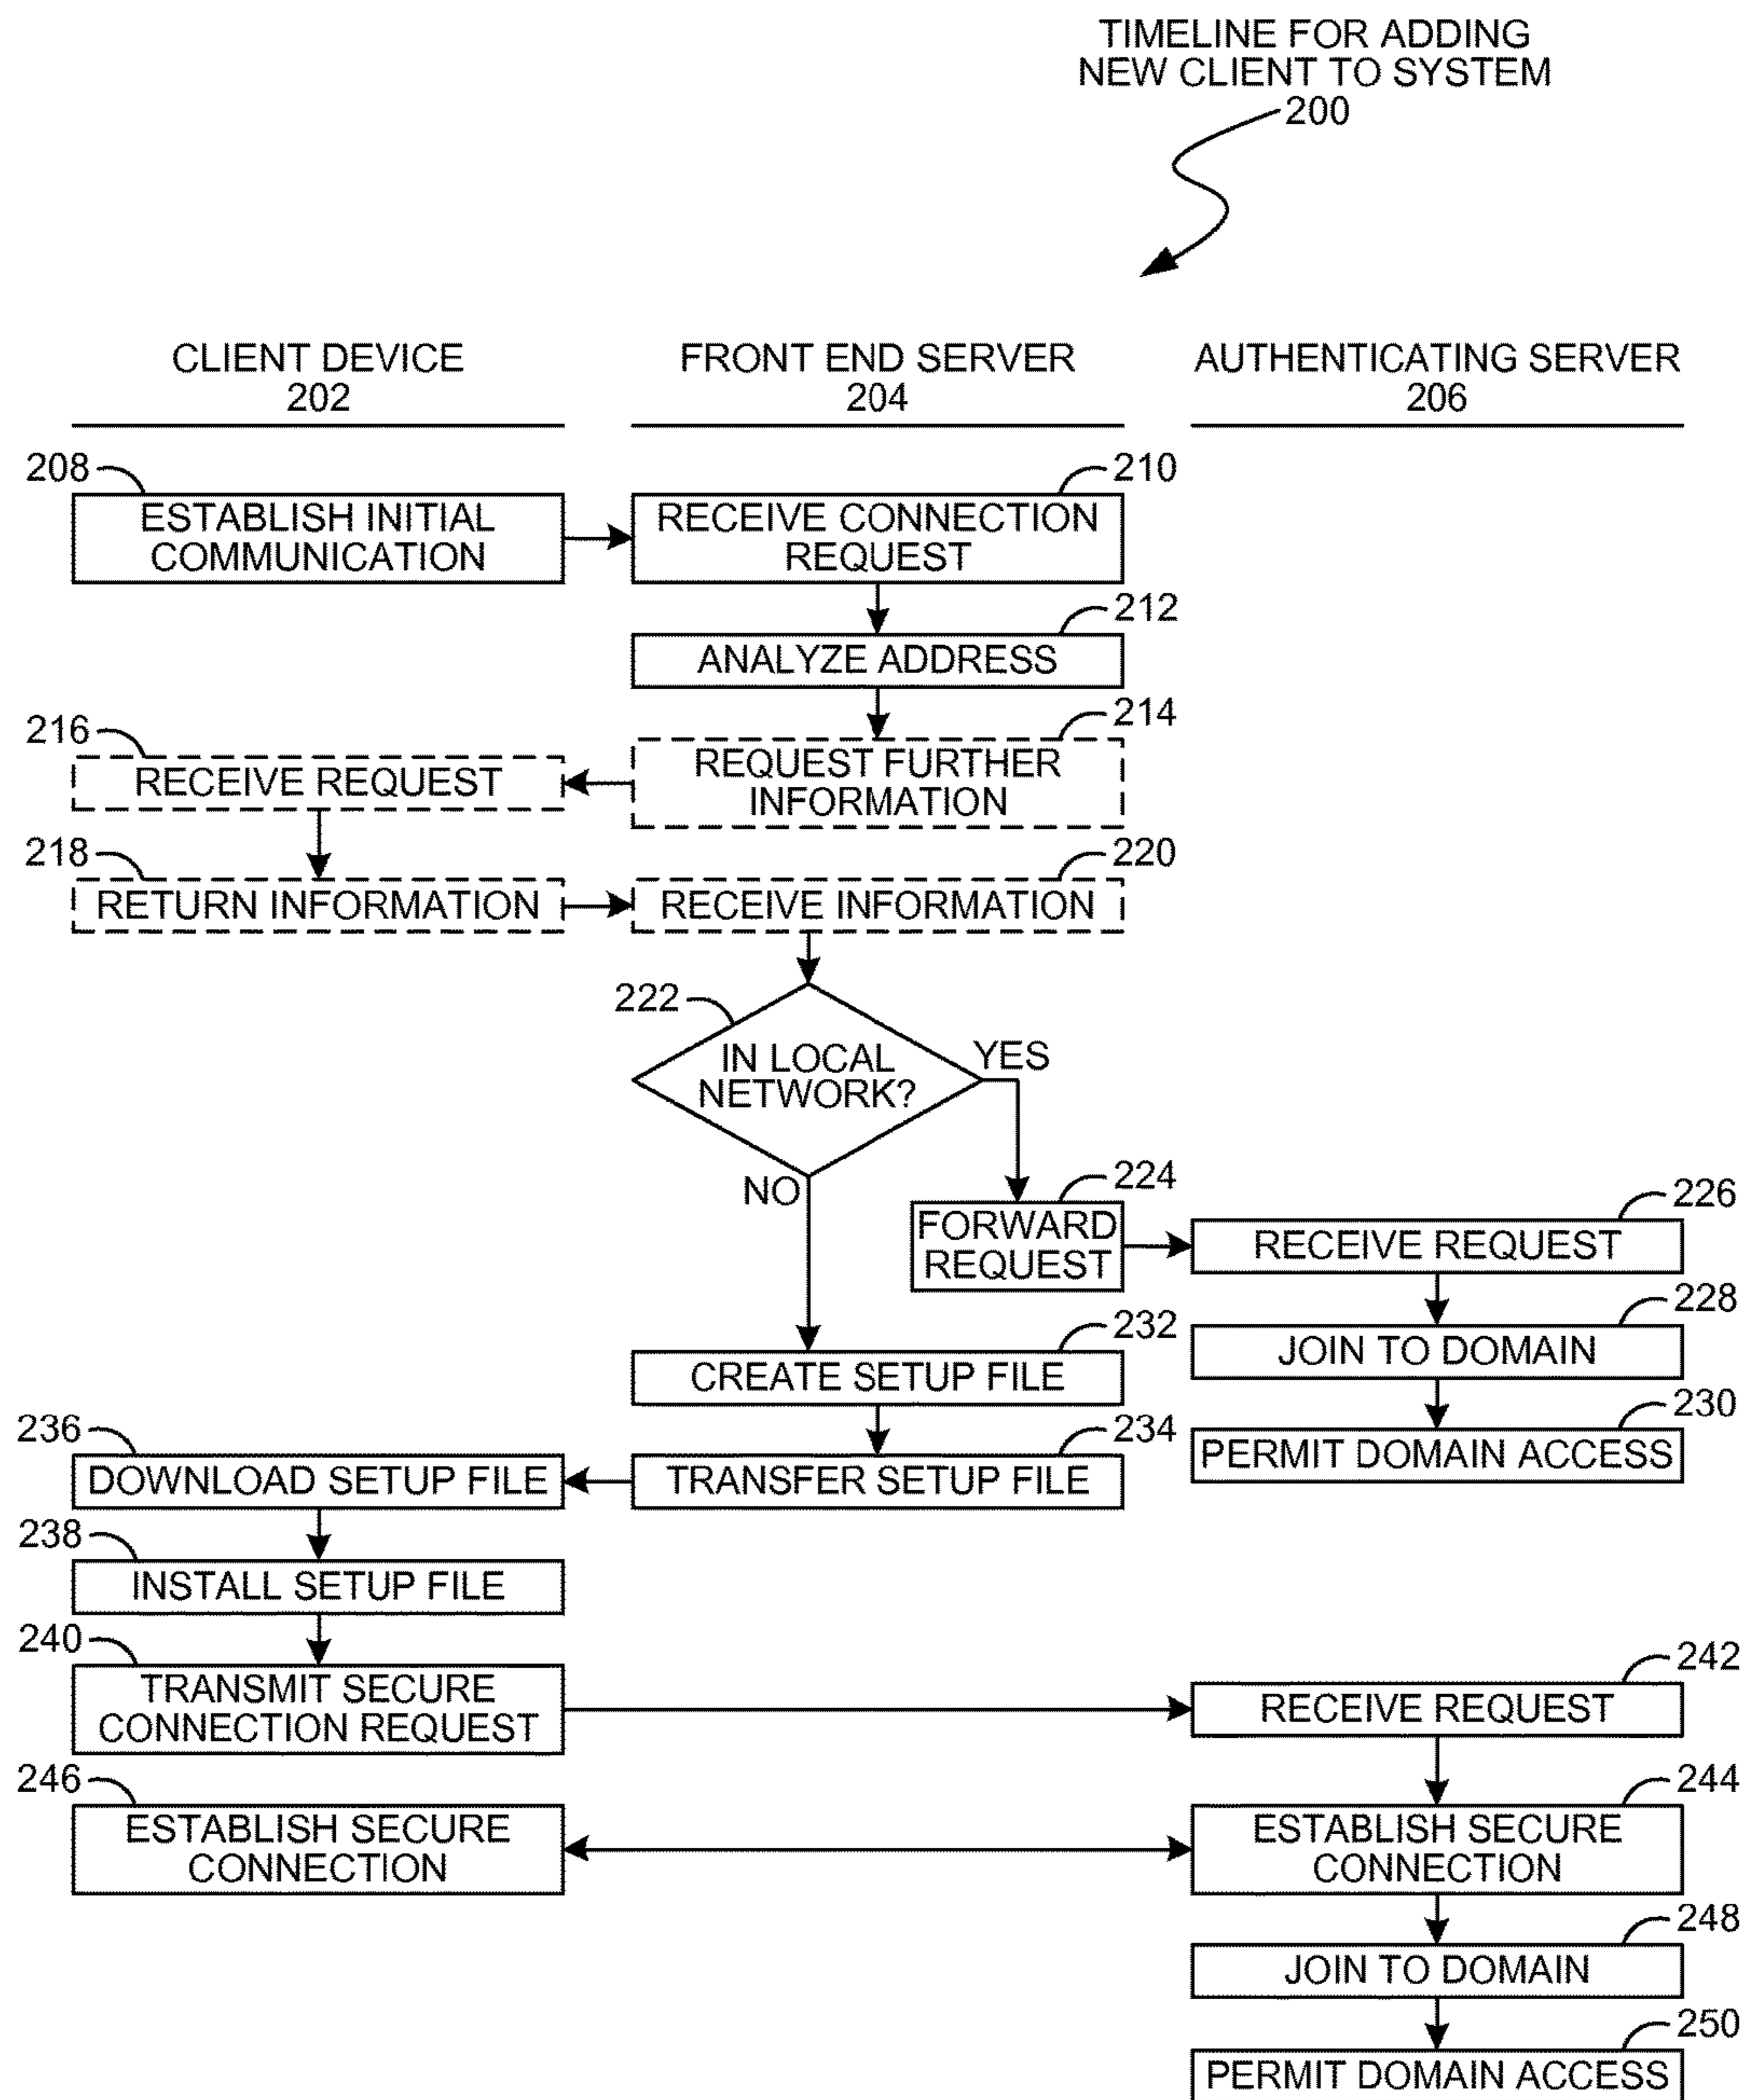 TIMELINE FOR ADDING
NEW CLIENT TO SYSTEM
200
CLIENT DEVICE
202
FRONT END SERVER
204
AUTHENTICATING SERVER
206
208
ESTABLISH INITIAL
COMMUNICATION
210
RECEIVE CONNECTION
REQUEST
212
ANALYZE ADDRESS
214
REQUEST FURTHER
INFORMATION
216
RECEIVE REQUEST
218
RETURN INFORMATION
220
RECEIVE INFORMATION
222
IN LOCAL
NETWORK?
YES
NO
224
FORWARD
REQUEST
226
RECEIVE REQUEST
228
JOIN TO DOMAIN
230
PERMIT DOMAIN ACCESS
232
CREATE SETUP FILE
234
TRANSFER SETUP FILE
236
DOWNLOAD SETUP FILE
238
INSTALL SETUP FILE
240
TRANSMIT SECURE
CONNECTION REQUEST
242
RECEIVE REQUEST
246
ESTABLISH SECURE
CONNECTION
244
ESTABLISH SECURE
CONNECTION
248
JOIN TO DOMAIN
250
PERMIT DOMAIN ACCESS